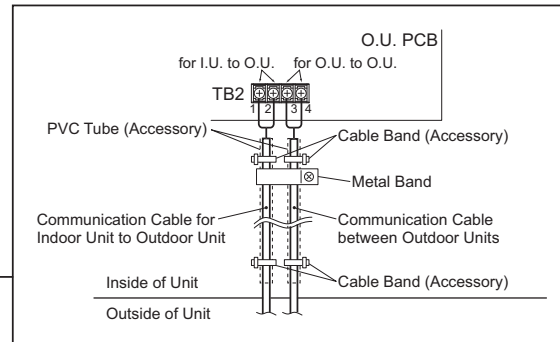 O.U. PCB
for I.U. to O.U.
for O.U. to O.U.
TB2
1 2 3 4
PVC Tube (Accessory)
Cable Band (Accessory)
Metal Band
Communication Cable for
Indoor Unit to Outdoor Unit
Communication Cable
between Outdoor Units
Cable Band (Accessory)
Inside of Unit
Outside of Unit